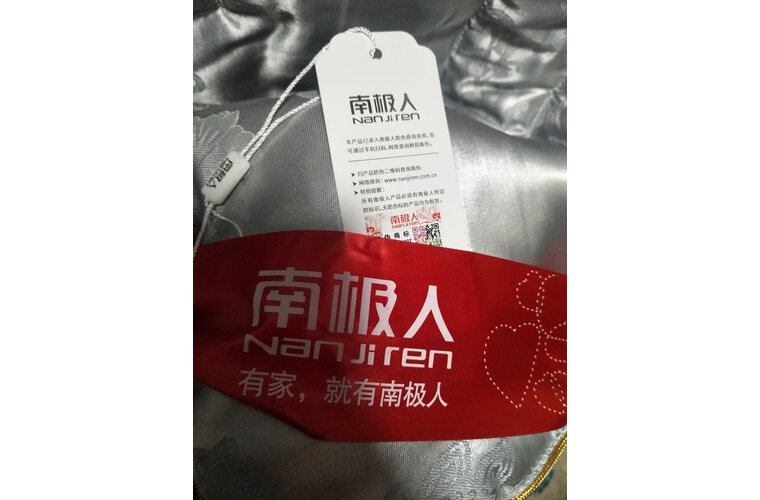 南极人
NanJiren
本产品已录入南极人防伪查询系统,您
可通过手机扫码,网络查询辨别真伪。
➤ 扫产品防伪二维码查询真伪
➤ 网络查询:www.nanjiren.com.cn
➤ 特别提醒:
所有南极人产品必须有南极人特定
的标识,无防伪标的产品均为假货。
南极人
NanJiren
伪商标
南极人
NanJiren
有家,就有南极人